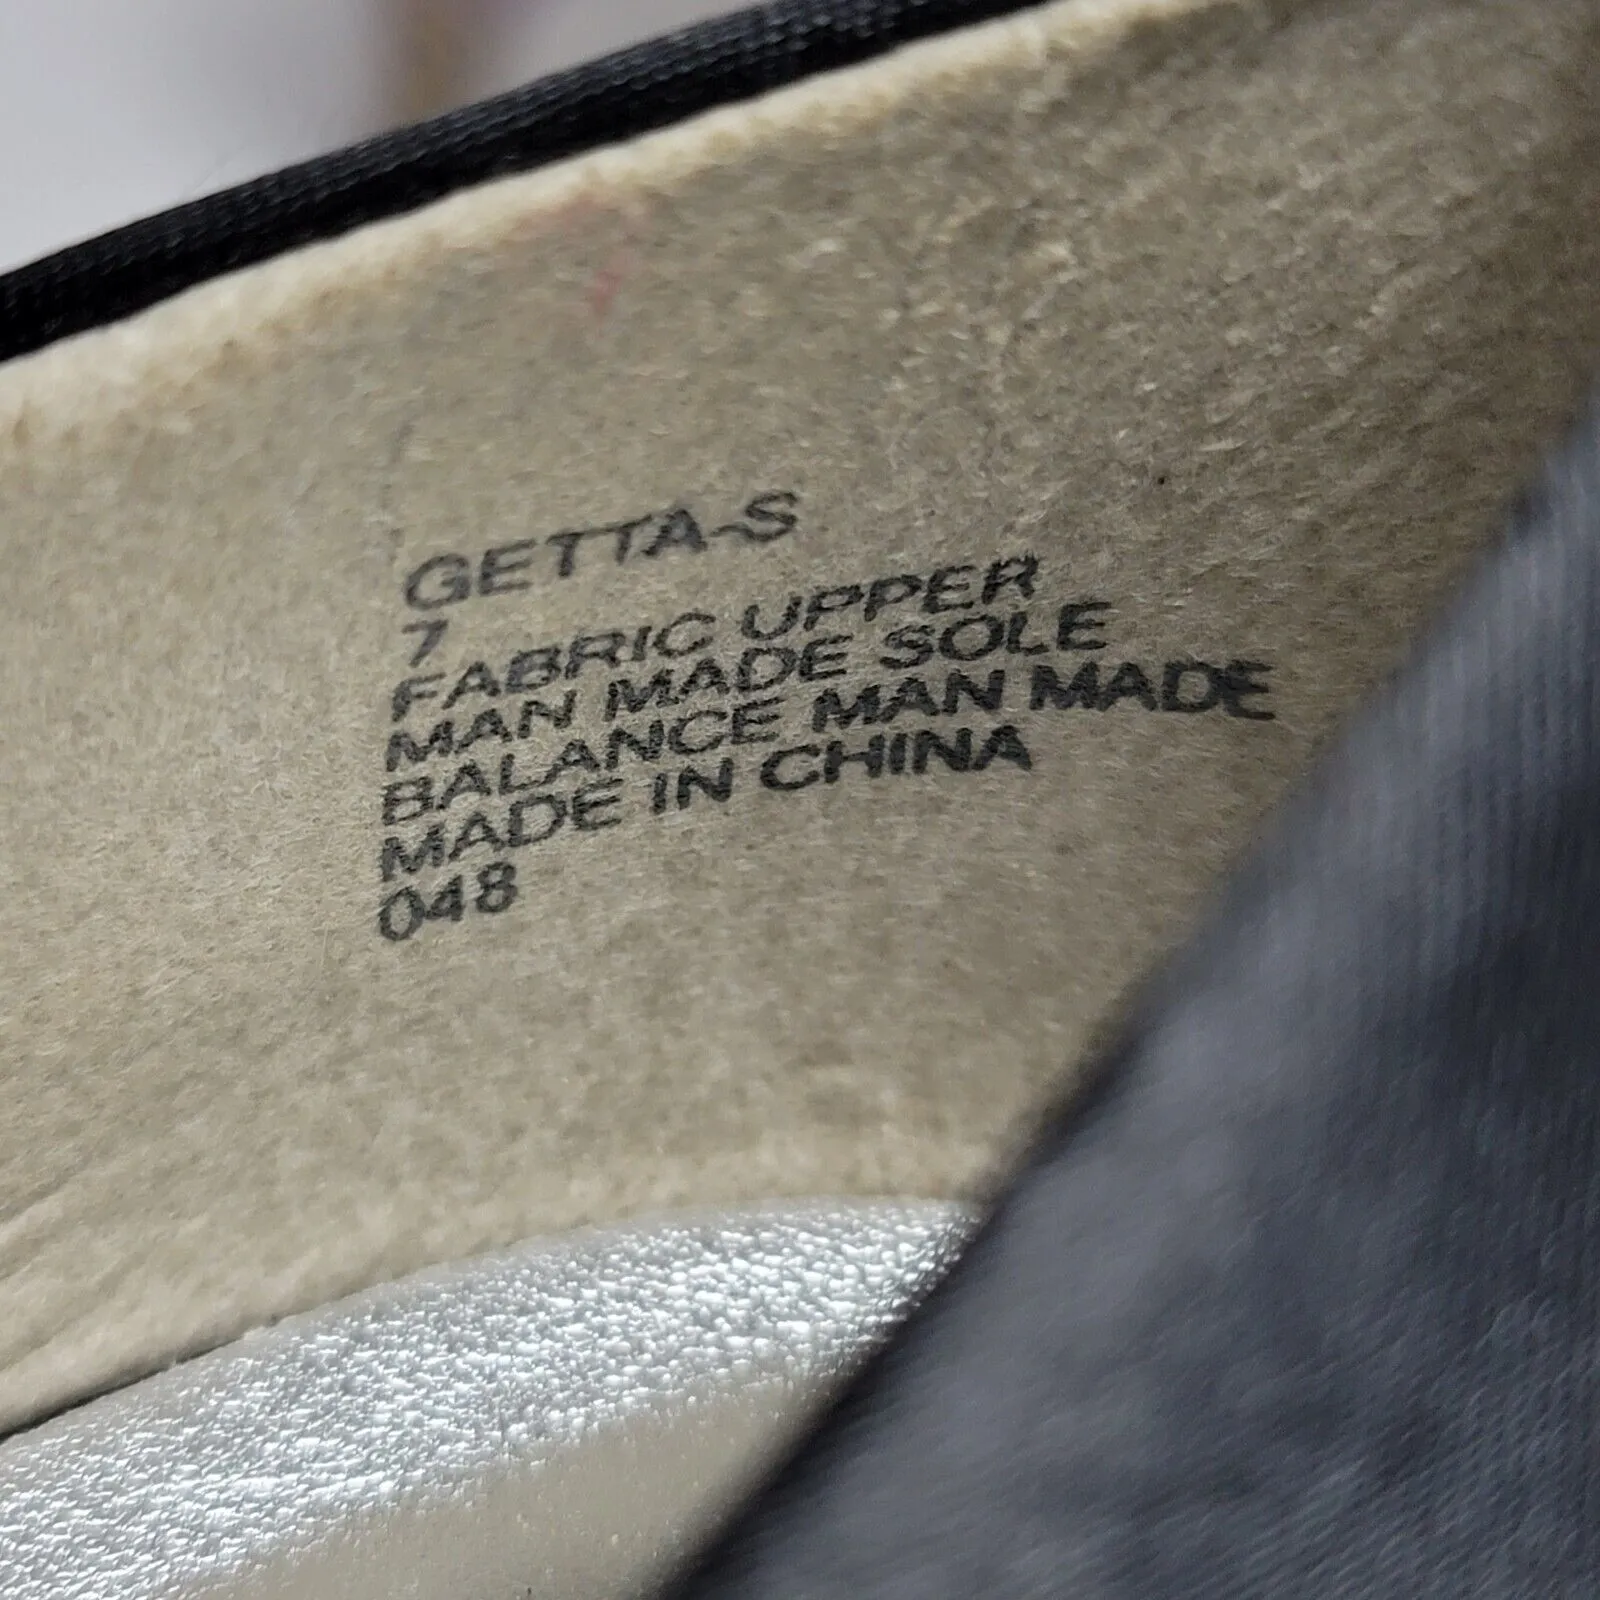 GETTA-S
7
FABRIC UPPER
MAN MADE SOLE
BALANCE MAN MADE
MADE IN CHINA
048